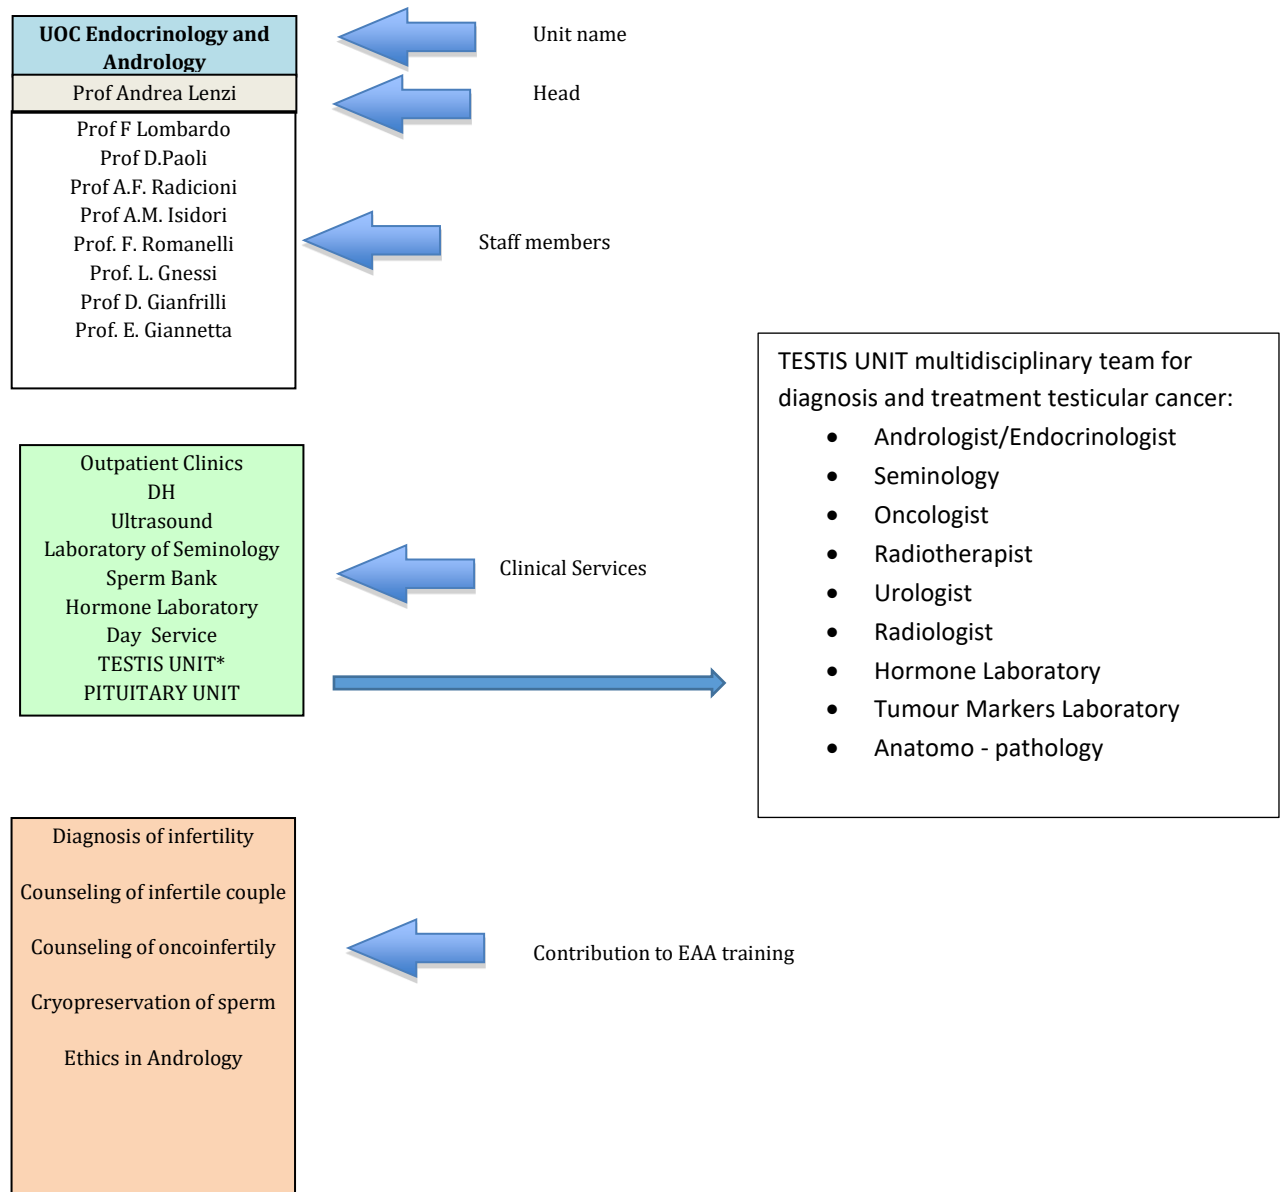 UOC Endocrinology and
Andrology
Unit name
Prof Andrea Lenzi
Head
Prof F Lombardo
Prof D.Paoli
Prof A.F. Radicioni
Prof A.M. Isidori
Prof. F. Romanelli
Prof. L. Gnessi
Prof D. Gianfrilli
Prof. E. Giannetta
Staff members
Outpatient Clinics
DH
Ultrasound
Laboratory of Seminology
Sperm Bank
Hormone Laboratory
Day  Service
TESTIS UNIT*
PITUITARY UNIT
Clinical Services
TESTIS UNIT multidisciplinary team for
diagnosis and treatment testicular cancer:
• Andrologist/Endocrinologist
• Seminology
• Oncologist
• Radiotherapist
• Urologist
• Radiologist
• Hormone Laboratory
• Tumour Markers Laboratory
• Anatomo - pathology
Diagnosis of infertility
Counseling of infertile couple
Counseling of oncoinfertily
Cryopreservation of sperm
Ethics in Andrology
Contribution to EAA training